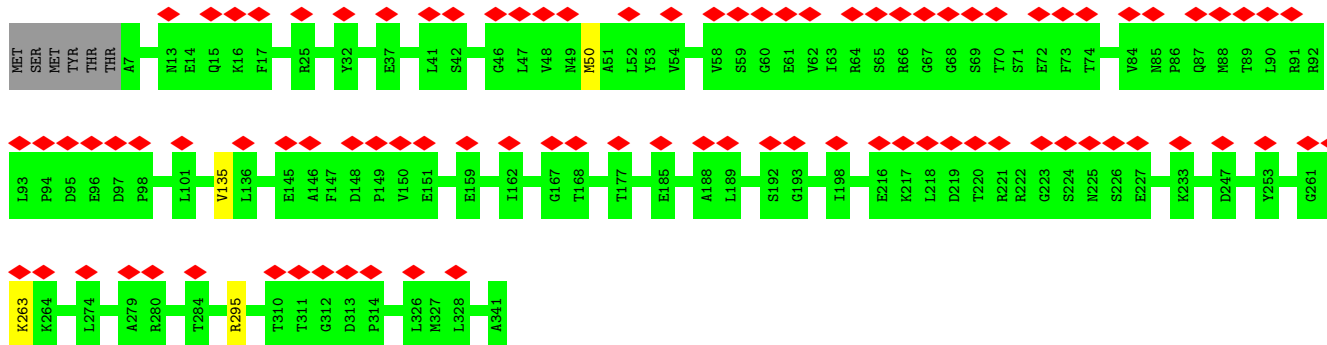 MET SER MET TYR THR THR A7 N13 E14 Q15 K16 F17 R25 Y32 E37 L41 S42 G46 L47 V48 N49 M50 A51 L52 Y53 V54 V58 S59 G60 E61 V62 I63 R64 S65 R66 G67 G68 S69 T70 S71 E72 F73 T74 V84 N85 P86 Q87 M88 T89 L90 R91 R92
L93 P94 D95 E96 D97 P98 L101 V135 L136 E145 A146 F147 D148 P149 V150 E151 E159 I162 G167 T168 T177 E185 A188 L189 S192 G193 I198 E216 K217 L218 D219 T220 R221 R222 G223 S224 N225 S226 E227 K233 D247 Y253 G261
K263 K264 L274 A279 R280 T284 R295 T310 T311 G312 D313 P314 L326 M327 L328 A341